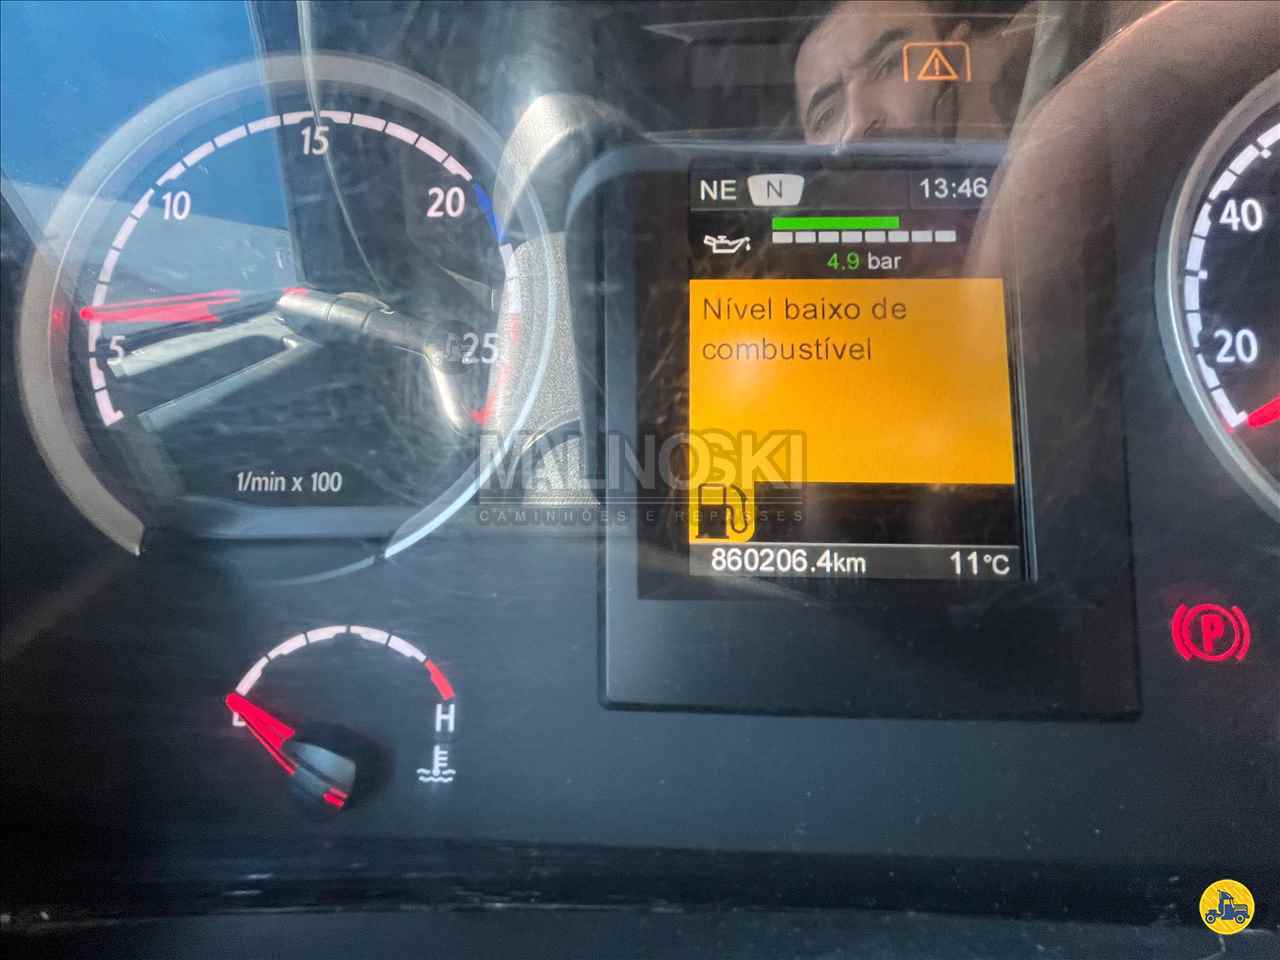 15
10
20
5
25
1/min x 100
NE N 13:46
4.9 bar
Nível baixo de
combustível
860206.4km 11°C
40
20
H
P
MALNOSKI
CAMINHÕES E REPASSES